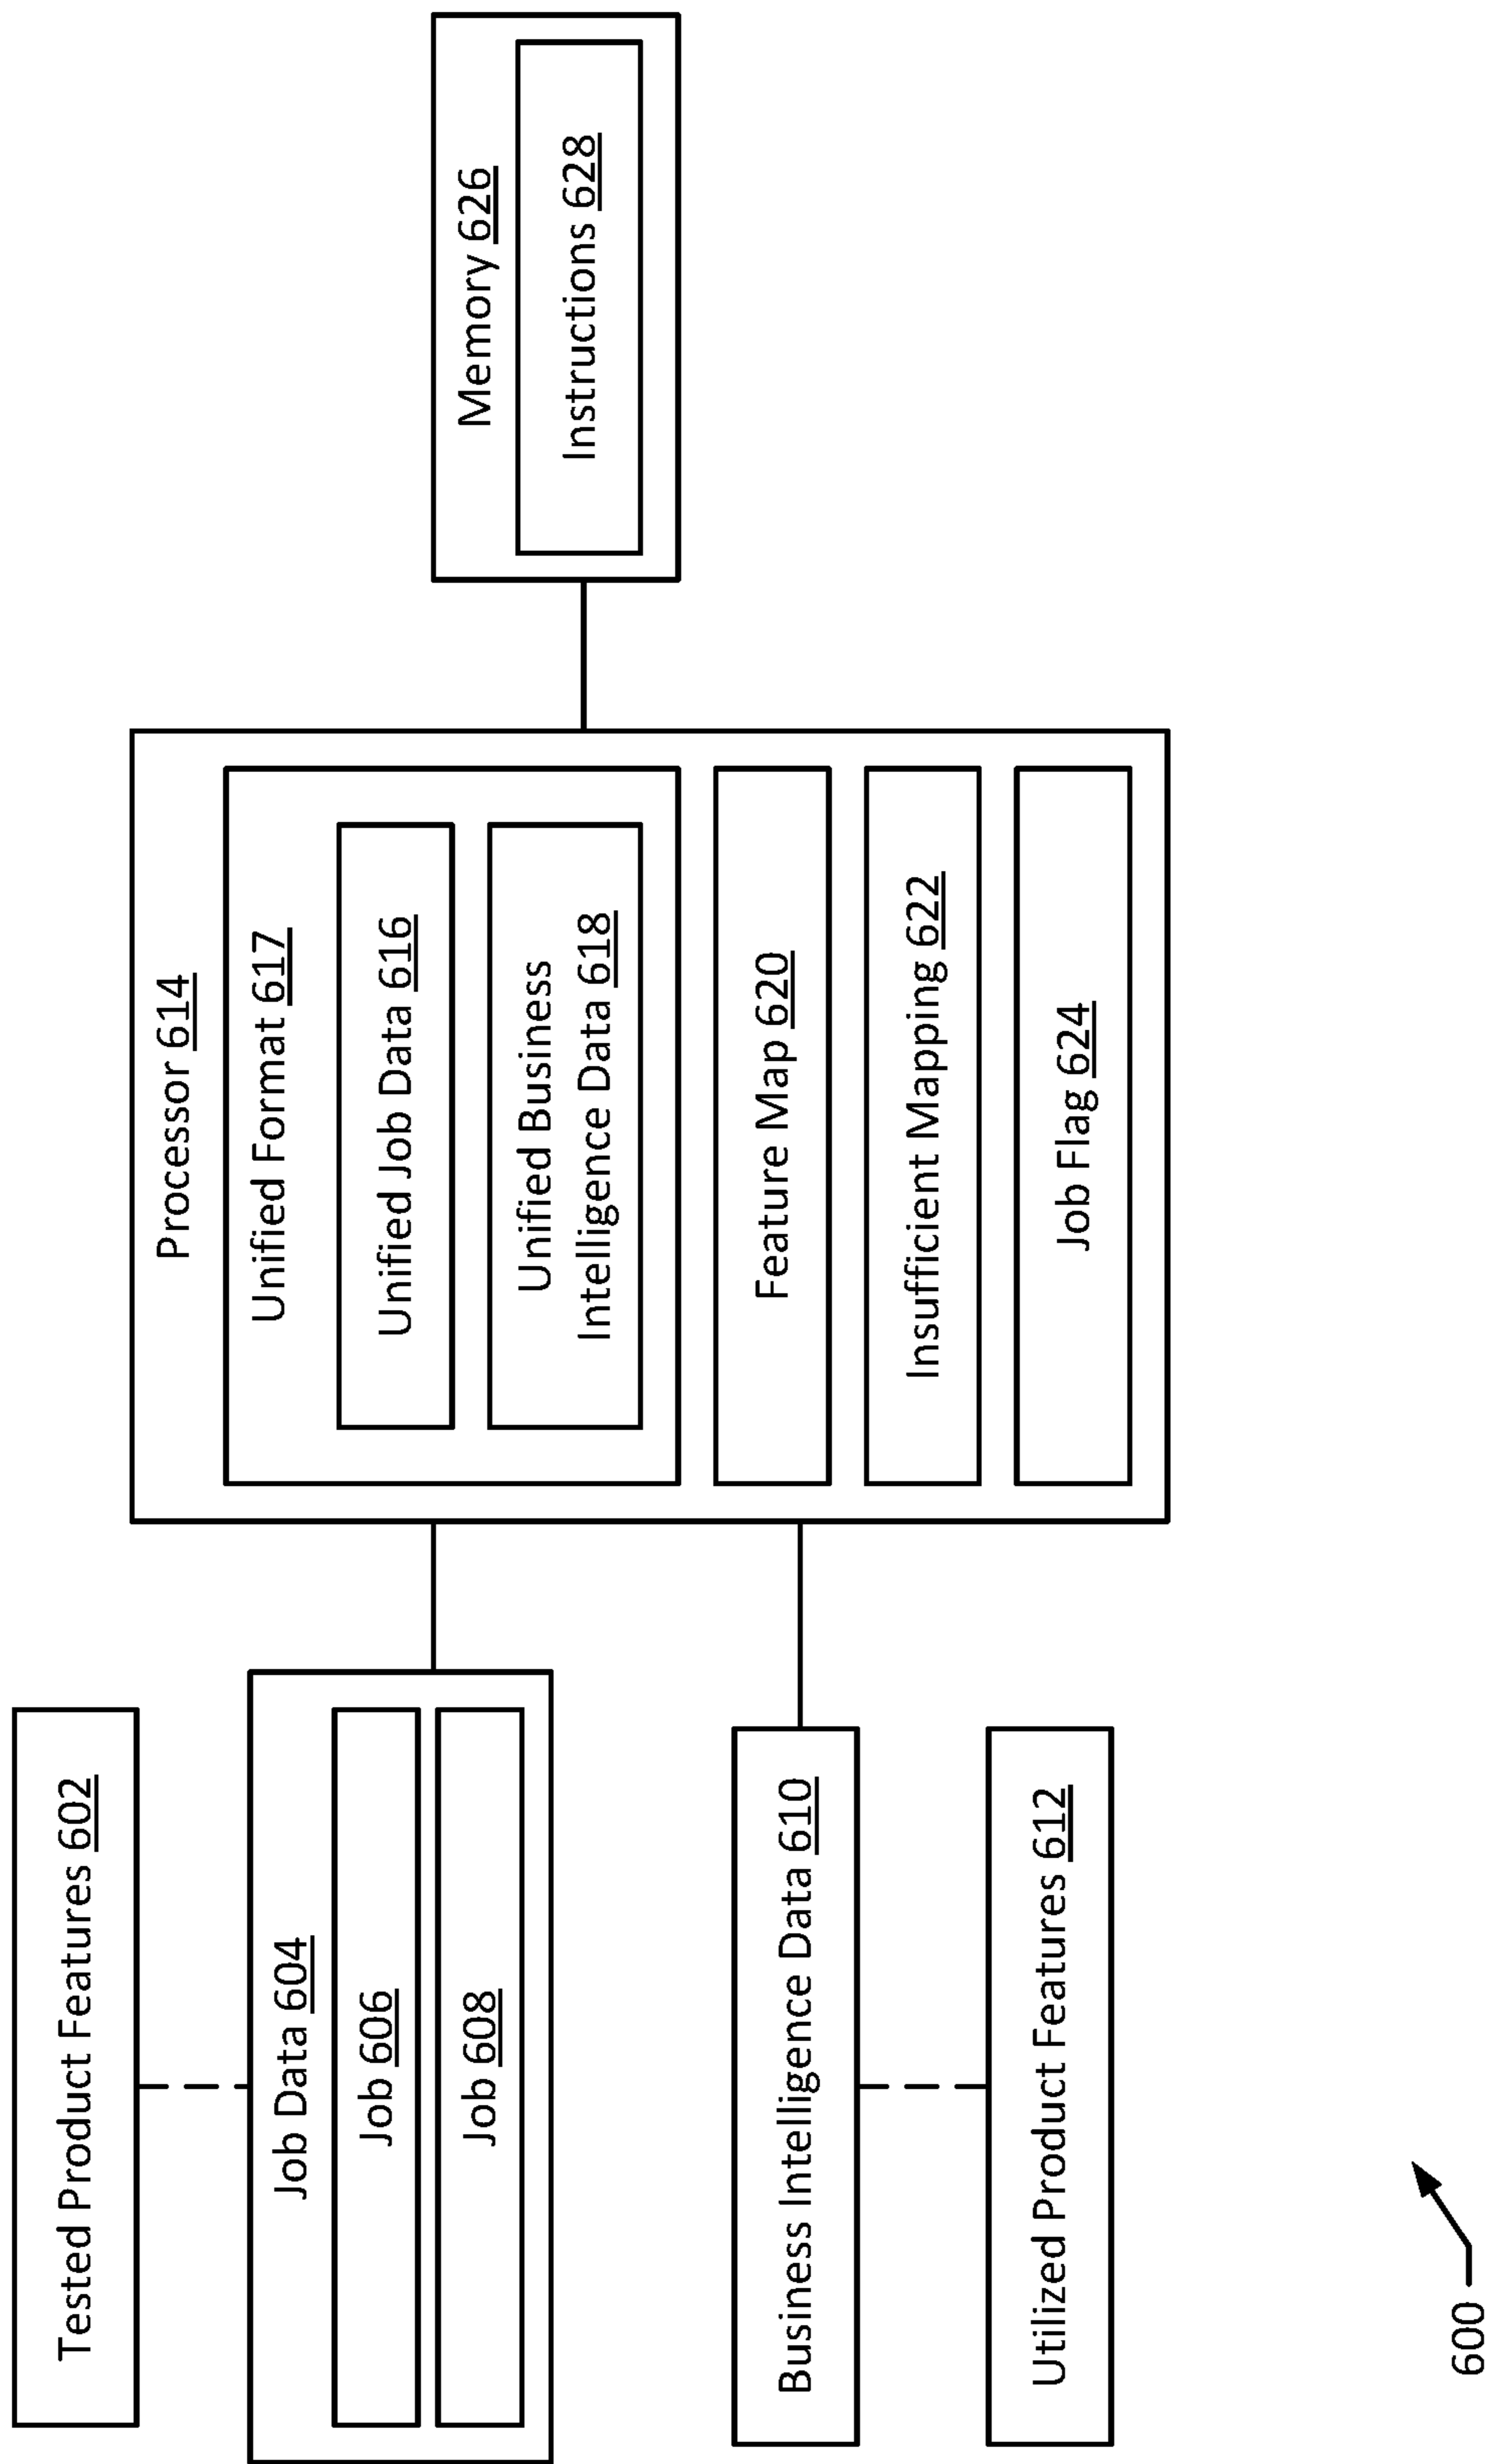 Tested Product Features 602
Job Data 604
Job 606
Job 608
Business Intelligence Data 610
Utilized Product Features 612
Processor 614
Unified Format 617
Unified Job Data 616
Unified Business
Intelligence Data 618
Feature Map 620
Insufficient Mapping 622
Job Flag 624
Memory 626
Instructions 628
600